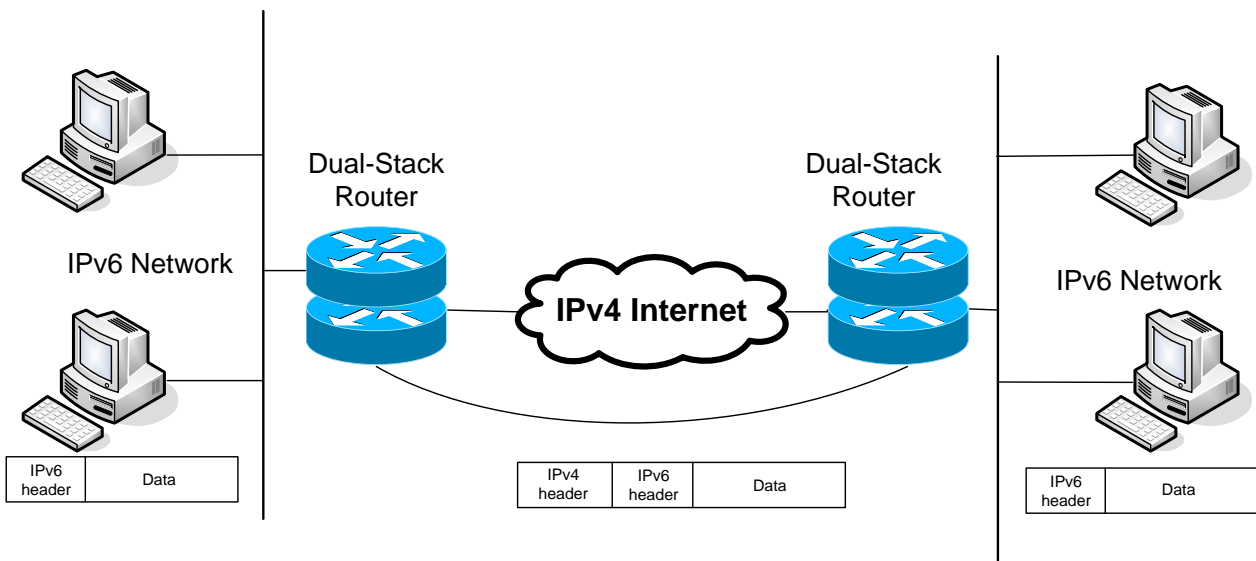 Dual-Stack
Router
Dual-Stack
Router
IPv6 Network
IPv4 Internet
IPv6 Network
IPv6
header
Data
IPv4
header
IPv6
header
Data
IPv6
header
Data